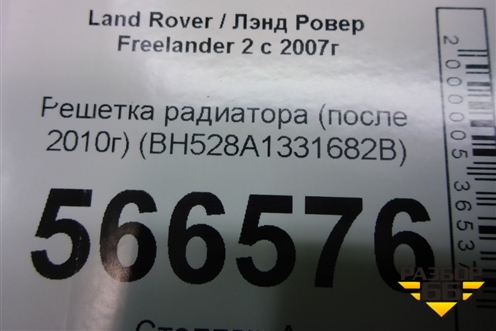 Land Rover / Лэнд Ровер
Freelander 2 с 2007г
Решетка радиатора (после
2010г) (BH528A1331682B)
566576
РАЗБОР
66